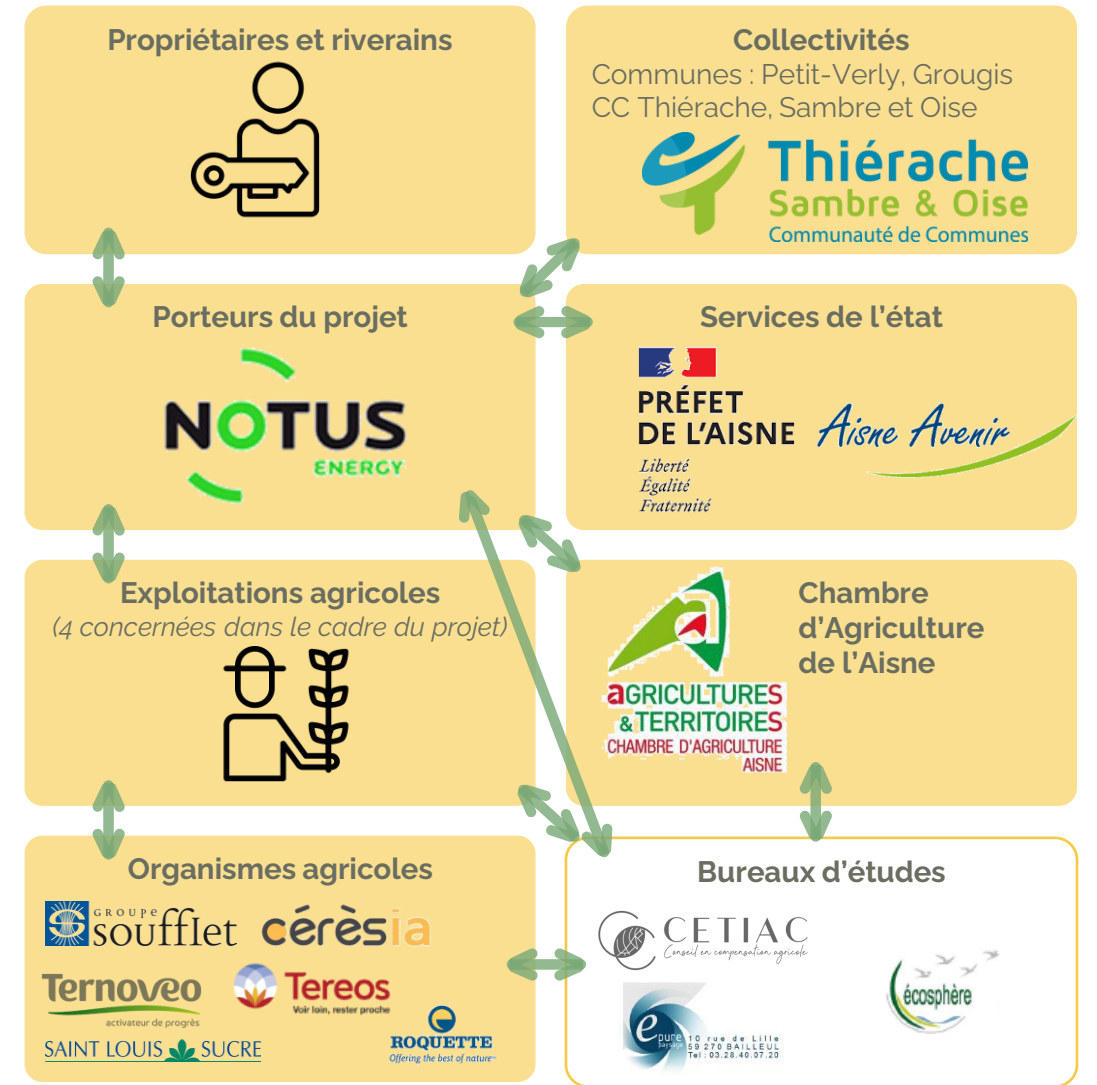 Propriétaires et riverains
Collectivités
Communes : Petit-Verly, Grougis
CC Thiérache, Sambre et Oise
Thiérache
Sambre & Oise
Communauté de Communes
Porteurs du projet
NOTUS
ENERGY
Services de l'état
PRÉFET
DE L'AISNE
Liberté
Égalité
Fraternité
Aisne Avenir
Exploitations agricoles
(4 concernées dans le cadre du projet)
Chambre
d'Agriculture
de l'Aisne
a
aGRICULTURES
& TERRITOIRES
CHAMBRE D'AGRICULTURE
AISNE
Organismes agricoles
GROUPE
soufflet
cérèsia
Ternoveo
activateur de progrès
Tereos
Voir loin, rester proche
SAINT LOUIS SUCRE
ROQUETTE
Offering the best of nature™
Bureaux d'études
CETIAC
Conseil en compensation agricole
epure
paysage
10 rue de Lille
59 270 BAILLEUL
Tel : 03.28.40.07.20
écosphère